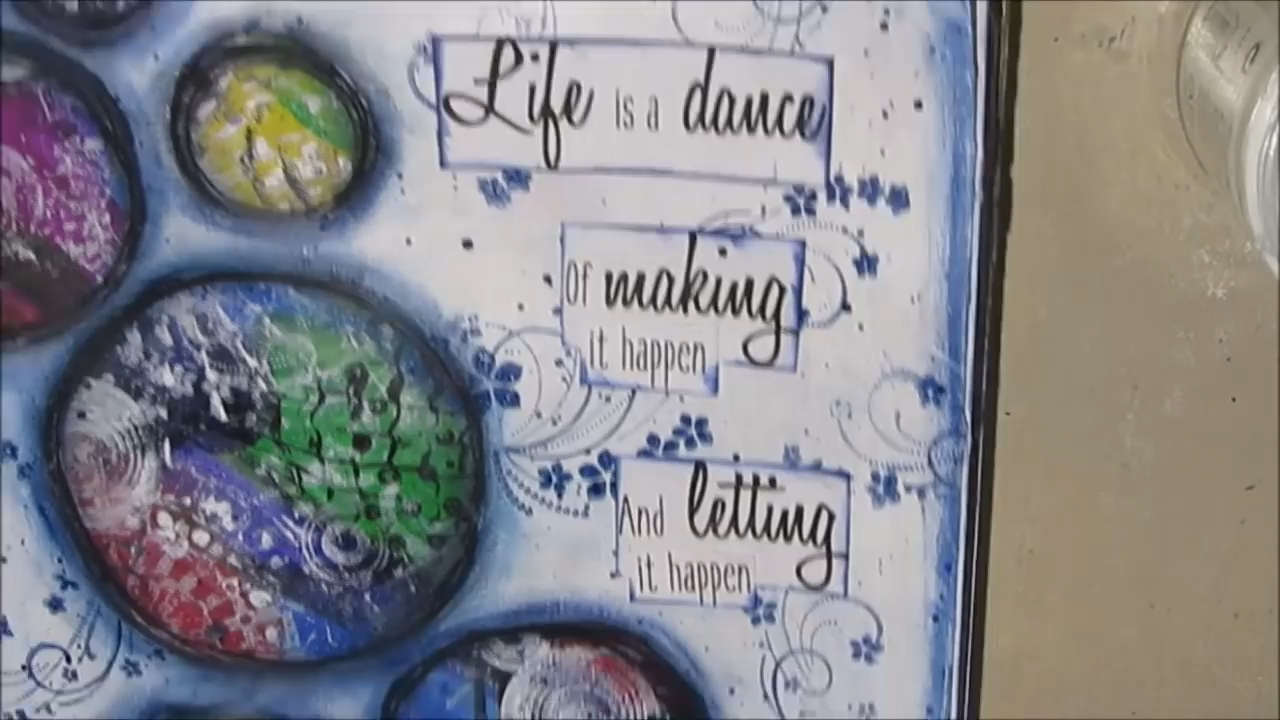 Life is a dance
Of making
it happen
And letting
it happen